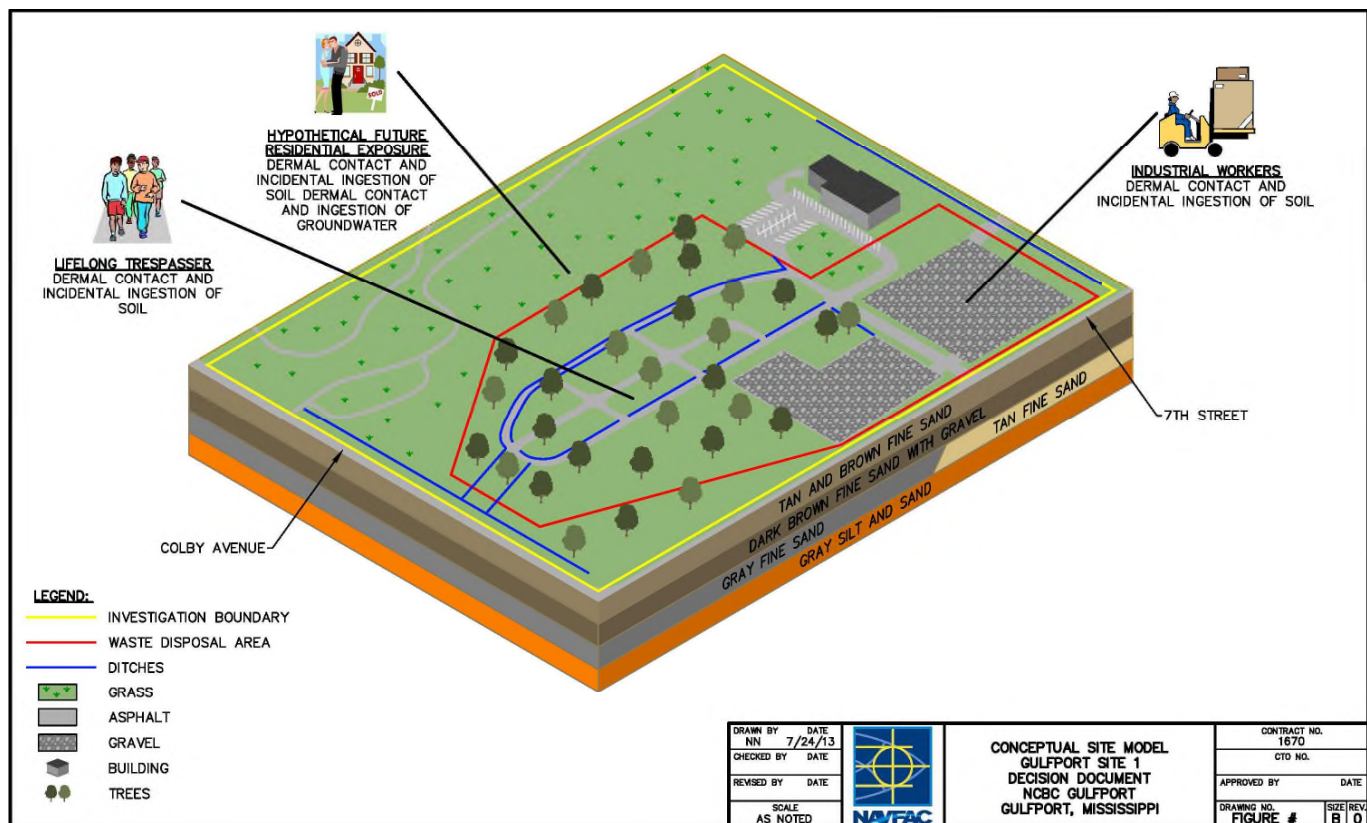 HYPOTHETICAL FUTURE
RESIDENTIAL EXPOSURE
DERMAL CONTACT AND
INCIDENTAL INGESTION OF
SOIL DERMAL CONTACT
AND INGESTION OF
GROUNDWATER
SOLD
INDUSTRIAL WORKERS
DERMAL CONTACT AND
INCIDENTAL INGESTION OF SOIL
LIFELONG TRESPASSER
DERMAL CONTACT AND
INCIDENTAL INGESTION OF
SOIL
7TH STREET
COLBY AVENUE
TAN AND BROWN FINE SAND
DARK BROWN FINE SAND WITH GRAVEL
TAN FINE SAND
GRAY FINE SAND
GRAY SILT AND SAND
LEGEND:
INVESTIGATION BOUNDARY
WASTE DISPOSAL AREA
DITCHES
GRASS
ASPHALT
GRAVEL
BUILDING
TREES
DRAWN BY DATE
NN 7/24/13
CHECKED BY DATE
REVISED BY DATE
SCALE
AS NOTED
NAVFAC
CONCEPTUAL SITE MODEL
GULFPORT SITE 1
DECISION DOCUMENT
NCBC GULFPORT
GULFPORT, MISSISSIPPI
CONTRACT NO.
1670
CTO NO.
APPROVED BY DATE
DRAWING NO. SIZE REV.
FIGURE # B 0